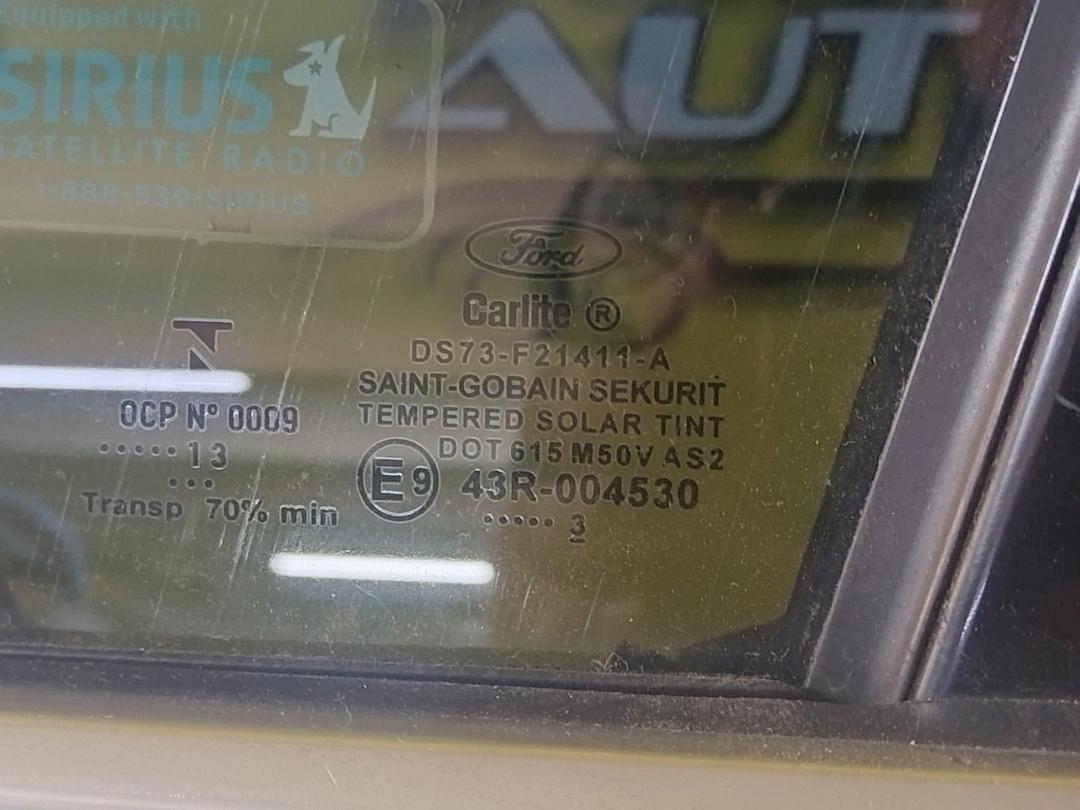 Equipped with
SIRIUS
SATELLITE RADIO
1-888-539-SIRIUS
AUT
Ford
Carlite ®
DS73-F21411-A
SAINT-GOBAIN SEKURIT
TEMPERED SOLAR TINT
DOT 615 M50V AS2
E9 43R-004530
..... 3
N
OCP Nº 0009
.....13
...
Transp 70% min